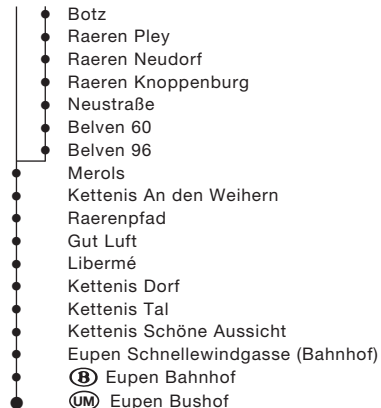 Botz
Raeren Pley
Raeren Neudorf
Raeren Knoppenburg
Neustraße
Belven 60
Belven 96
Merols
Kettenis An den Weihern
Raerenpfad
Gut Luft
Libermé
Kettenis Dorf
Kettenis Tal
Kettenis Schöne Aussicht
Eupen Schnellewindgasse (Bahnhof)
B Eupen Bahnhof
UM Eupen Bushof